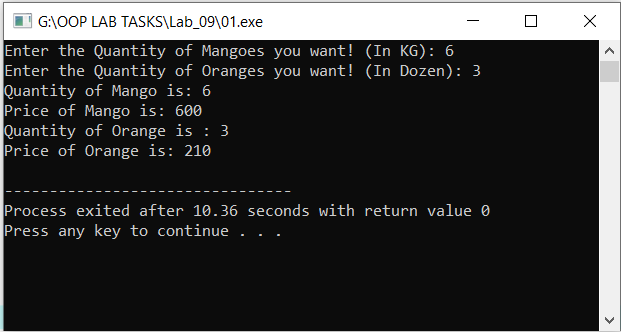 G:\OOP LAB TASKS\Lab_09\01.exe
Enter the Quantity of Mangoes you want! (In KG): 6
Enter the Quantity of Oranges you want! (In Dozen): 3
Quantity of Mango is: 6
Price of Mango is: 600
Quantity of Orange is : 3
Price of Orange is: 210
--------------------------------
Process exited after 10.36 seconds with return value 0
Press any key to continue . . .